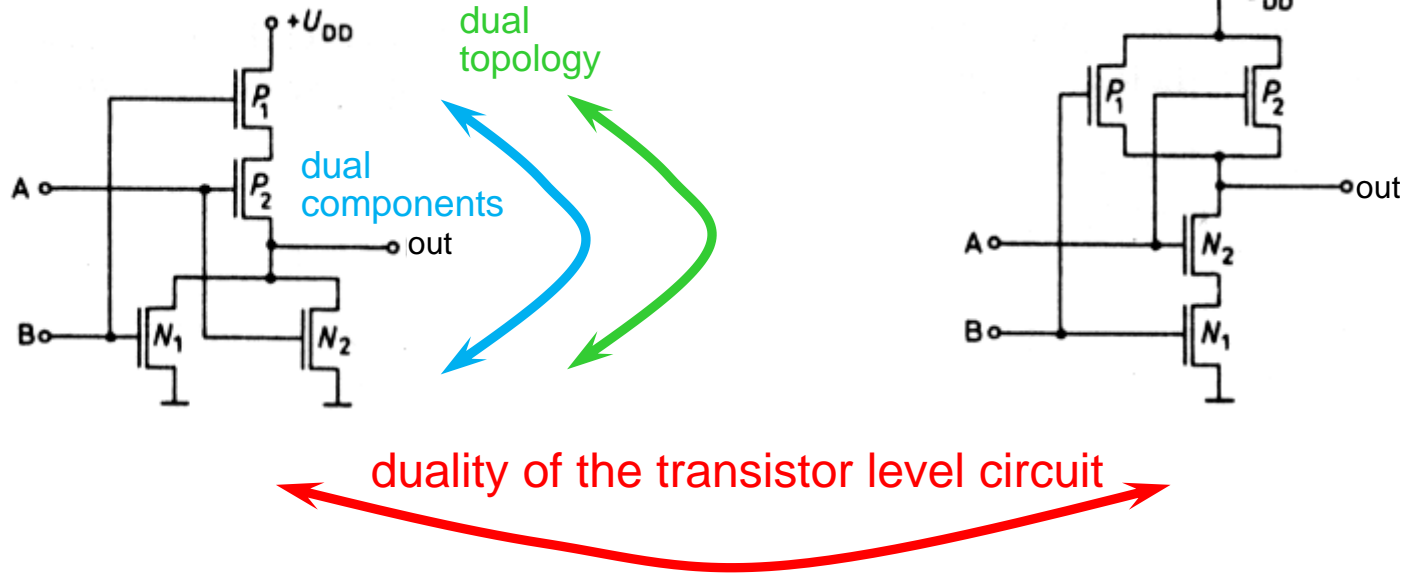 +U_DD
dual
topology
P₁
dual
components
A
P₂
out
B
N₁
N₂
DD
P₁
P₂
out
A
N₂
B
N₁
duality of the transistor level circuit